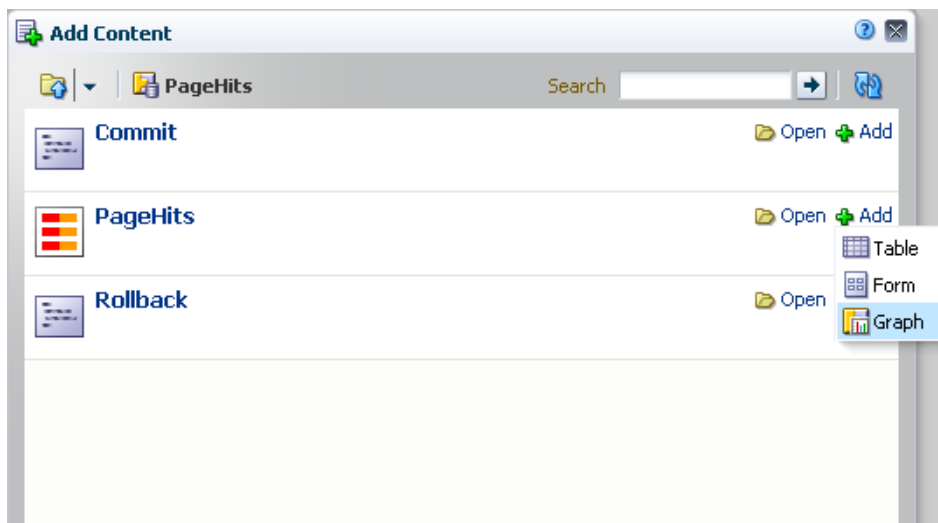 Add Content
PageHits Search
Commit Open Add
PageHits Open Add
Table
Form
Graph
Rollback Open